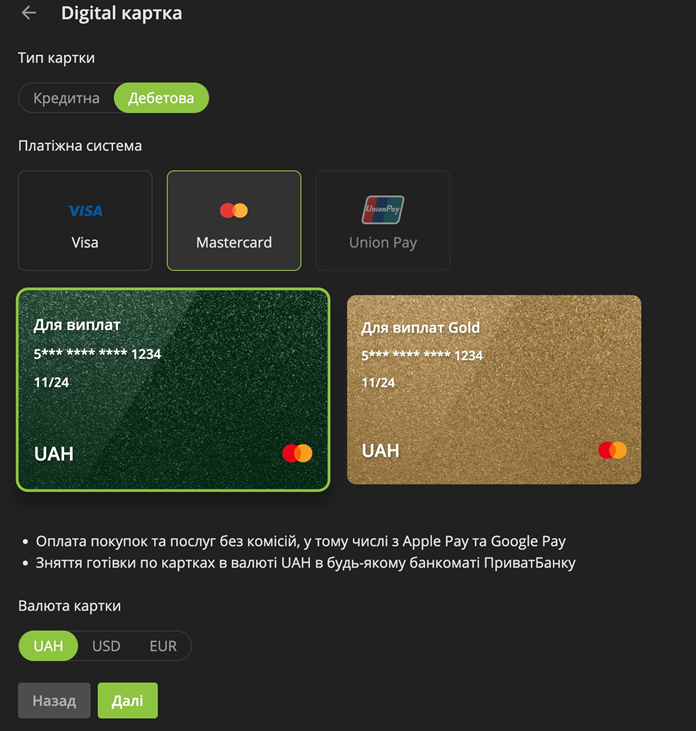 Digital картка
Тип картки
Кредитна Дебетова
Платіжна система
VISA
UnionPay
Visa
Mastercard
Union Pay
Для виплат
5*** **** **** 1234
11/24
UAH
Для виплат Gold
5*** **** **** 1234
11/24
UAH
• Оплата покупок та послуг без комісій, у тому числі з Apple Pay та Google Pay
• Зняття готівки по картках в валюті UAH в будь-якому банкоматі ПриватБанку
Валюта картки
UAH USD EUR
Назад Далі